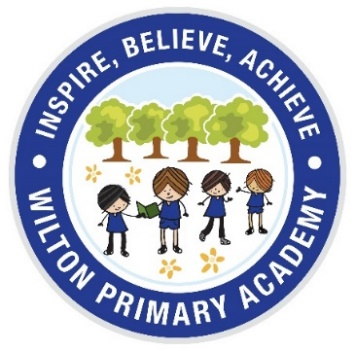 INSPIRE, BELIEVE, ACHIEVE
WILTON PRIMARY ACADEMY